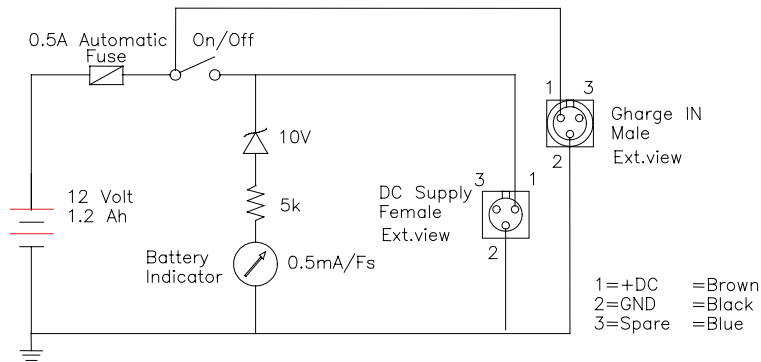 0.5A Automatic
Fuse
On/Off
1 3
Gharge IN
Male
Ext.view
2
10V
12 Volt
1.2 Ah
5k
3 1
DC Supply
Female
Ext.view
2
Battery
Indicator
0.5mA/Fs
1=+DC =Brown
2=GND =Black
3=Spare =Blue